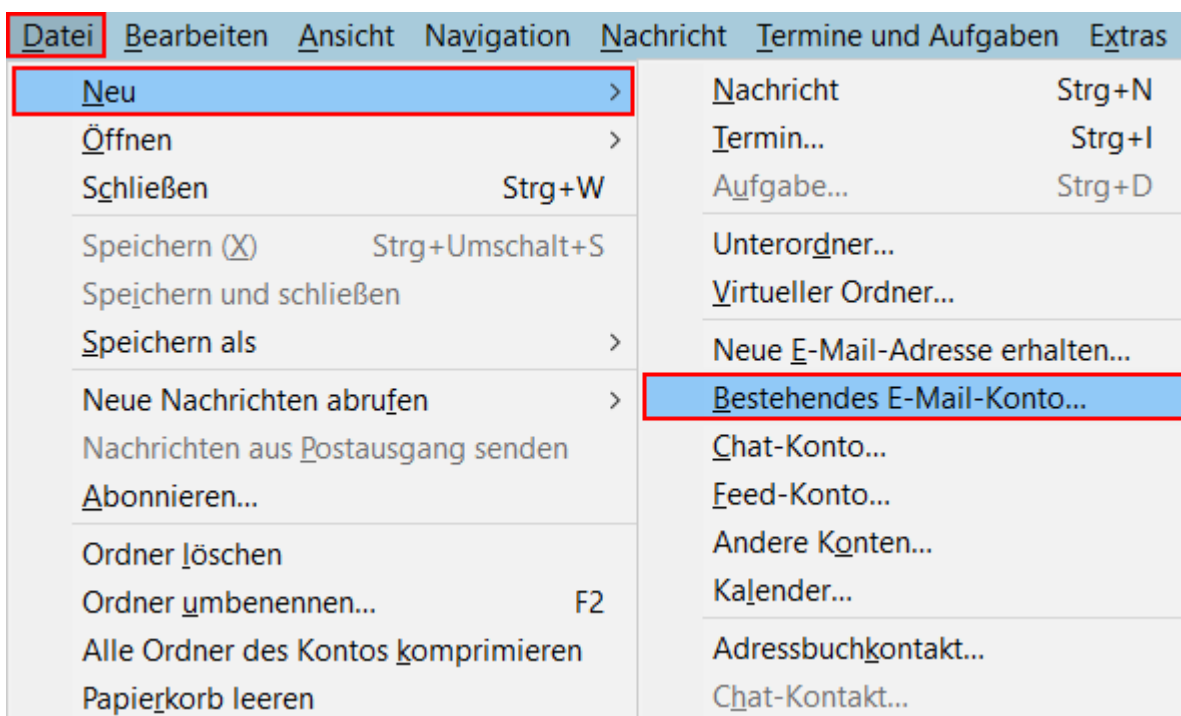 Datei Bearbeiten Ansicht Navigation Nachricht Termine und Aufgaben Extras
Neu >
Öffnen >
Schließen Strg+W
Speichern (X) Strg+Umschalt+S
Speichern und schließen
Speichern als >
Neue Nachrichten abrufen >
Nachrichten aus Postausgang senden
Abonnieren...
Ordner löschen
Ordner umbenennen... F2
Alle Ordner des Kontos komprimieren
Papierkorb leeren
Nachricht Strg+N
Termin... Strg+I
Aufgabe... Strg+D
Unterordner...
Virtueller Ordner...
Neue E-Mail-Adresse erhalten...
Bestehendes E-Mail-Konto...
Chat-Konto...
Feed-Konto...
Andere Konten...
Kalender...
Adressbuchkontakt...
Chat-Kontakt...